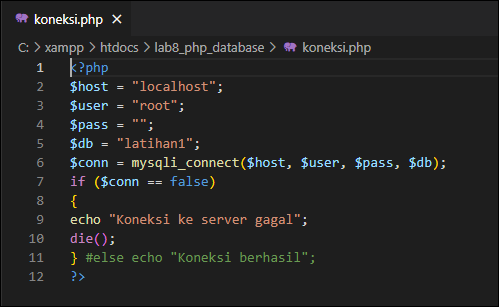 koneksi.php
C: > xampp > htdocs > lab8_php_database > koneksi.php
1 <?php
2 $host = "localhost";
3 $user = "root";
4 $pass = "";
5 $db = "latihan1";
6 $conn = mysqli_connect($host, $user, $pass, $db);
7 if ($conn == false)
8 {
9 echo "Koneksi ke server gagal";
10 die();
11 } #else echo "Koneksi berhasil";
12 ?>